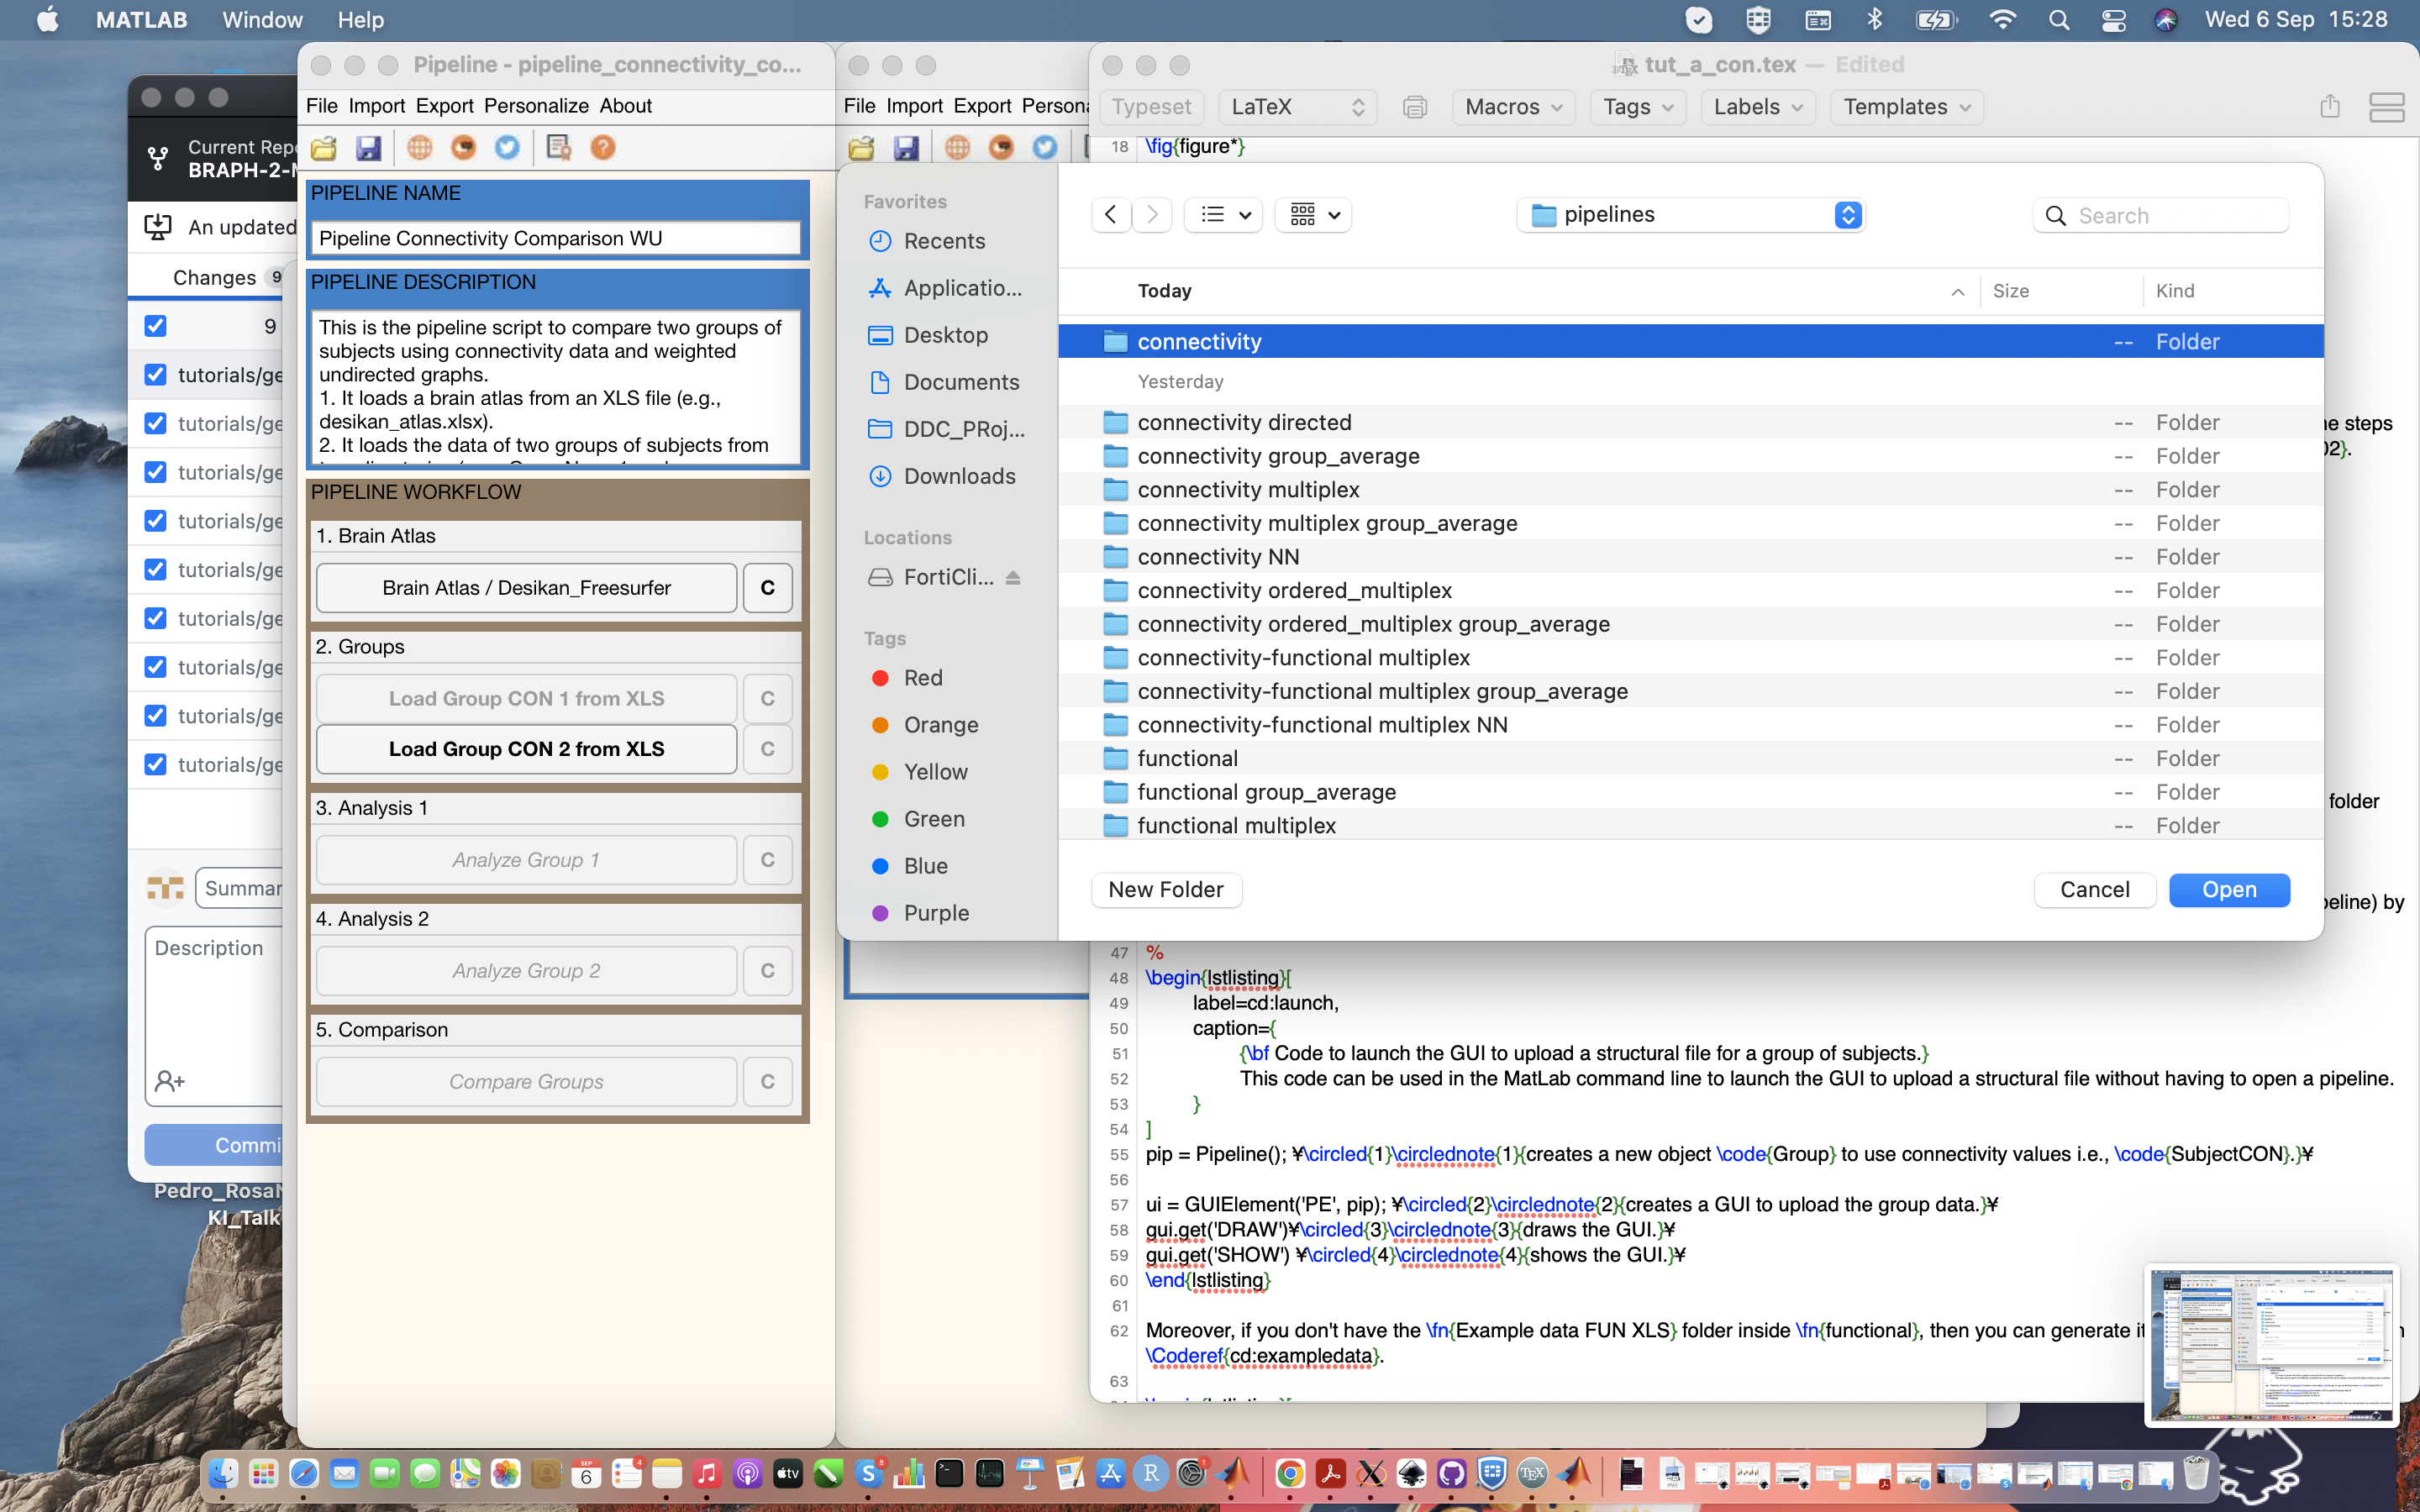 MATLAB Window Help
Wed 6 Sep 15:28
Current Rep
BRAPH-2-M
An updated
Changes 9
9
tutorials/ge
tutorials/ge
tutorials/ge
tutorials/ge
tutorials/ge
tutorials/ge
tutorials/ge
tutorials/ge
tutorials/ge
Summar
Description
Commi
Pedro_RosaN
KI_Talk
Pipeline - pipeline_connectivity_co...
File Import Export Personalize About
PIPELINE NAME
Pipeline Connectivity Comparison WU
PIPELINE DESCRIPTION
This is the pipeline script to compare two groups of
subjects using connectivity data and weighted
undirected graphs.
1. It loads a brain atlas from an XLS file (e.g.,
desikan_atlas.xlsx).
2. It loads the data of two groups of subjects from
PIPELINE WORKFLOW
1. Brain Atlas
Brain Atlas / Desikan_Freesurfer C
2. Groups
Load Group CON 1 from XLS C
Load Group CON 2 from XLS C
3. Analysis 1
Analyze Group 1 C
4. Analysis 2
Analyze Group 2 C
5. Comparison
Compare Groups C
File Import Export Persona
tut_a_con.tex — Edited
Typeset LaTeX Macros Tags Labels Templates
18 \fig{figure*}
Favorites
Recents
Applicatio...
Desktop
Documents
DDC_PRoj...
Downloads
Locations
FortiCli...
Tags
Red
Orange
Yellow
Green
Blue
Purple
pipelines
Search
Today Size Kind
connectivity -- Folder
Yesterday
connectivity directed -- Folder
connectivity group_average -- Folder
connectivity multiplex -- Folder
connectivity multiplex group_average -- Folder
connectivity NN -- Folder
connectivity ordered_multiplex -- Folder
connectivity ordered_multiplex group_average -- Folder
connectivity-functional multiplex -- Folder
connectivity-functional multiplex group_average -- Folder
connectivity-functional multiplex NN -- Folder
functional -- Folder
functional group_average -- Folder
functional multiplex -- Folder
New Folder Cancel Open
he steps
02}.
folder
peline) by
47 %
48 \begin{lstlisting}[
49 label=cd:launch,
50 caption={
51 {\bf Code to launch the GUI to upload a structural file for a group of subjects.}
52 This code can be used in the MatLab command line to launch the GUI to upload a structural file without having to open a pipeline.
53 }
54 ]
55 pip = Pipeline(); ¥\circled{1}\circlednote{1}{creates a new object \code{Group} to use connectivity values i.e., \code{SubjectCON}.}¥
56
57 ui = GUIElement('PE', pip); ¥\circled{2}\circlednote{2}{creates a GUI to upload the group data.}¥
58 gui.get('DRAW')¥\circled{3}\circlednote{3}{draws the GUI.}¥
59 gui.get('SHOW') ¥\circled{4}\circlednote{4}{shows the GUI.}¥
60 \end{lstlisting}
61
62 Moreover, if you don't have the \fn{Example data FUN XLS} folder inside \fn{functional}, then you can generate i
\Coderef{cd:exampledata}.
63